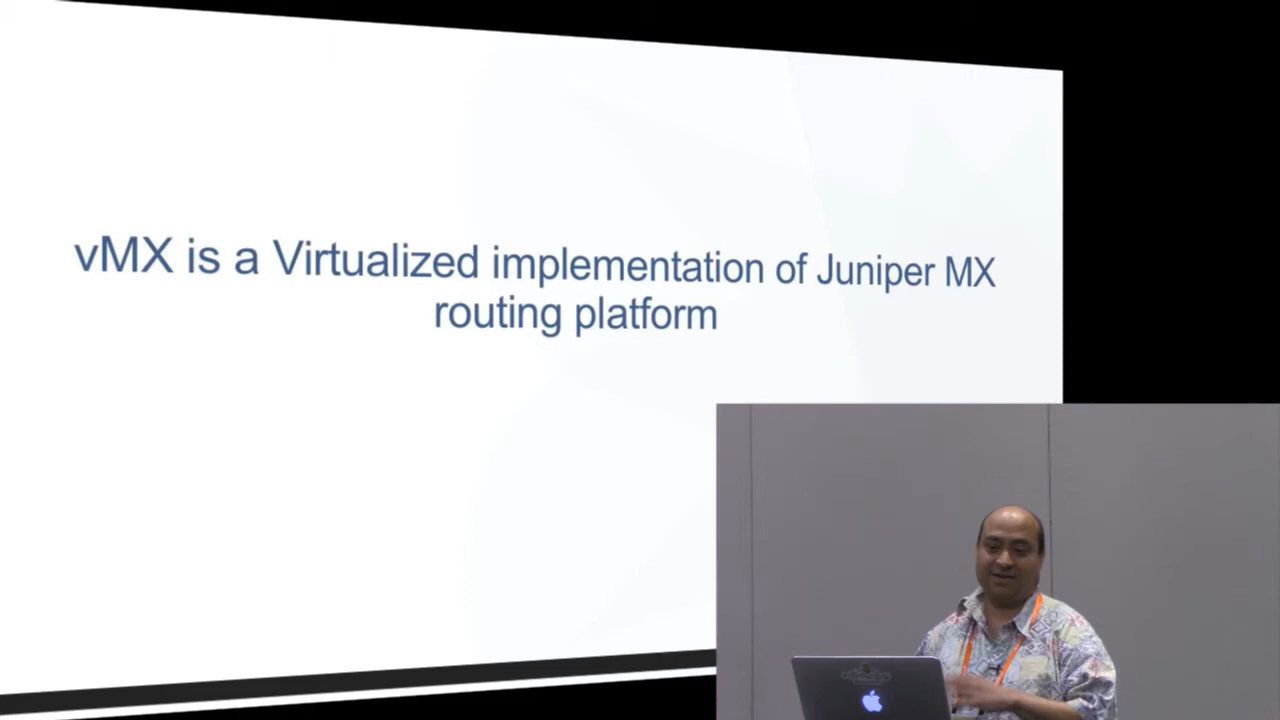 vMX is a Virtualized implementation of Juniper MX
routing platform